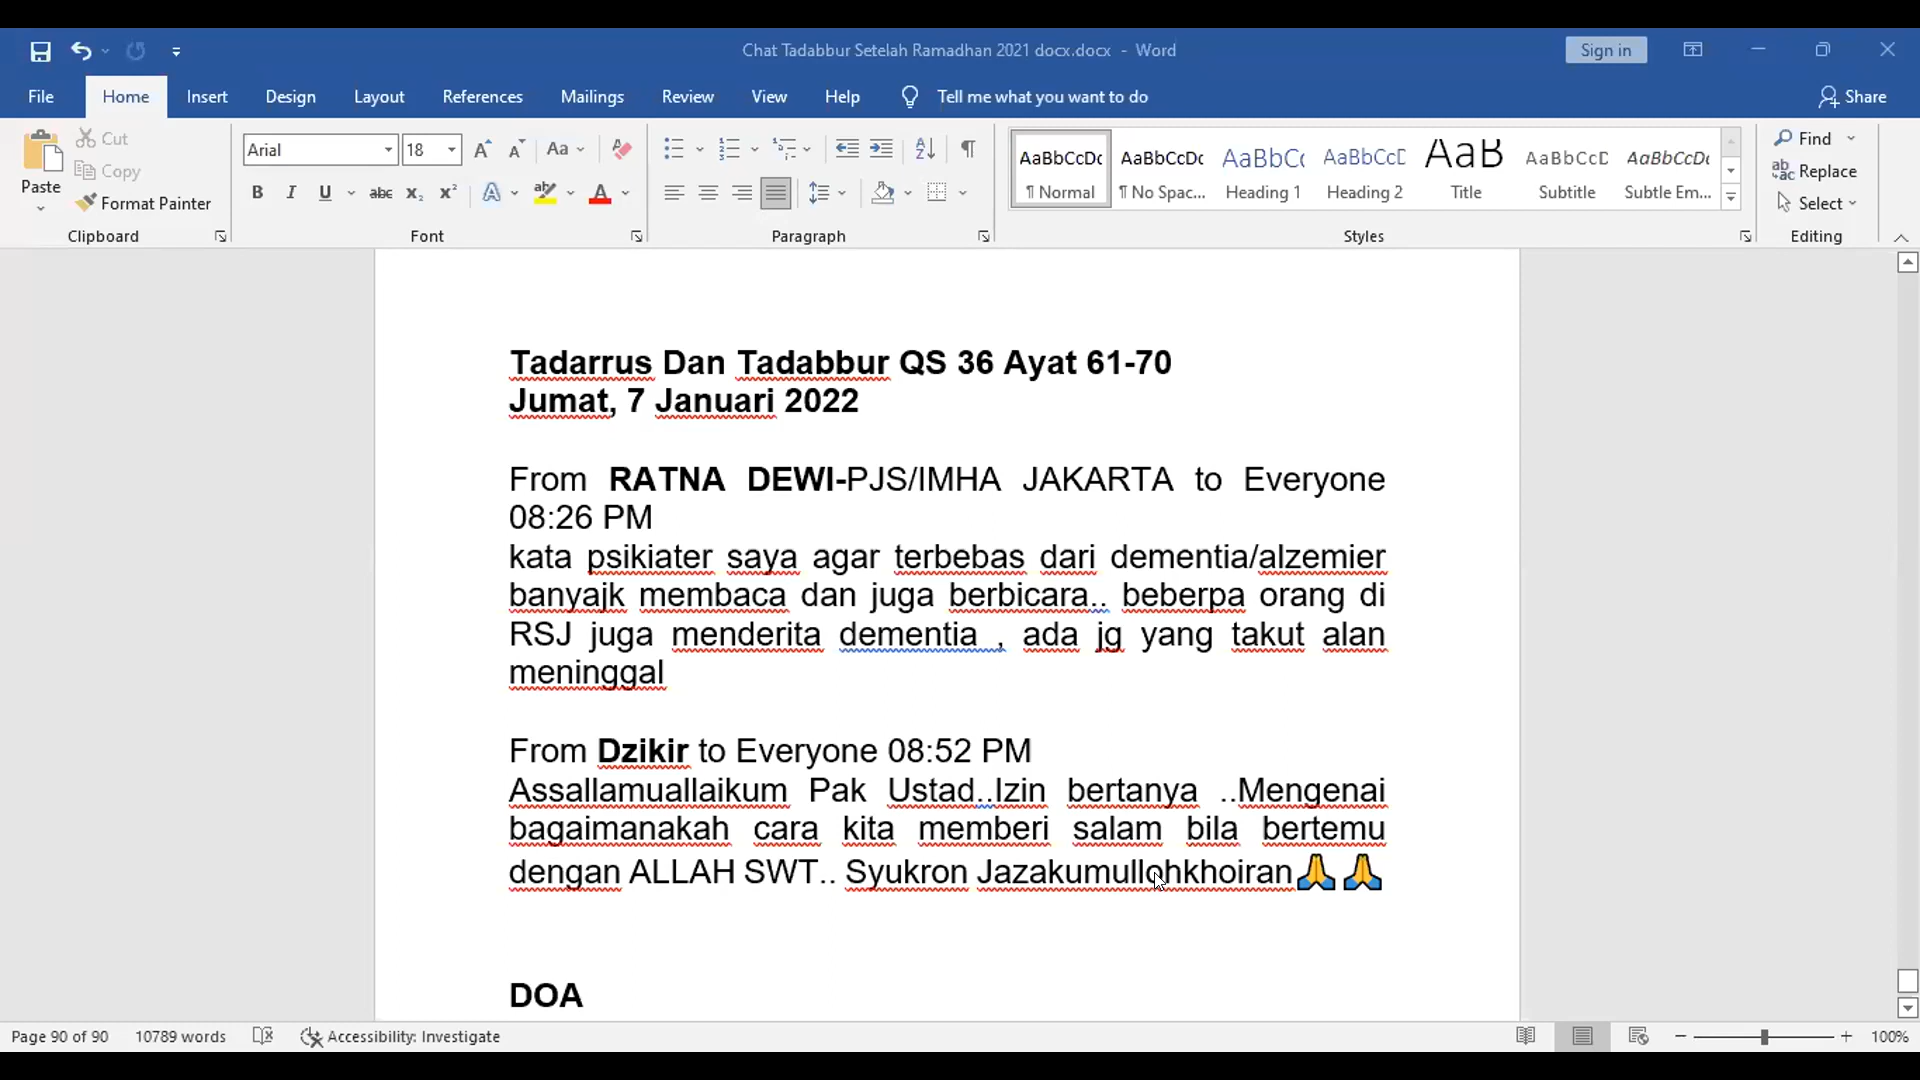 Chat Tadabbur Setelah Ramadhan 2021 docx.docx - Word
Sign in
File Home Insert Design Layout References Mailings Review View Help Tell me what you want to do Share
Paste
Cut
Copy
Format Painter
Clipboard
Arial 18
Font
Paragraph
AaBbCcDc AaBbCcDc AaBbCc AaBbCcD AaB AaBbCcD AaBbCcDc
¶ Normal ¶ No Spac... Heading 1 Heading 2 Title Subtitle Subtle Em...
Styles
Find
Replace
Select
Editing
Tadarrus Dan Tadabbur QS 36 Ayat 61-70
Jumat, 7 Januari 2022
From RATNA DEWI-PJS/IMHA JAKARTA to Everyone
08:26 PM
kata psikiater saya agar terbebas dari dementia/alzemier
banyajk membaca dan juga berbicara.. beberpa orang di
RSJ juga menderita dementia , ada jg yang takut alan
meninggal
From Dzikir to Everyone 08:52 PM
Assallamuallaikum Pak Ustad..Izin bertanya ..Mengenai
bagaimanakah cara kita memberi salam bila bertemu
dengan ALLAH SWT.. Syukron Jazakumullohkhoiran🙏🙏
DOA
Page 90 of 90 10789 words Accessibility: Investigate 100%